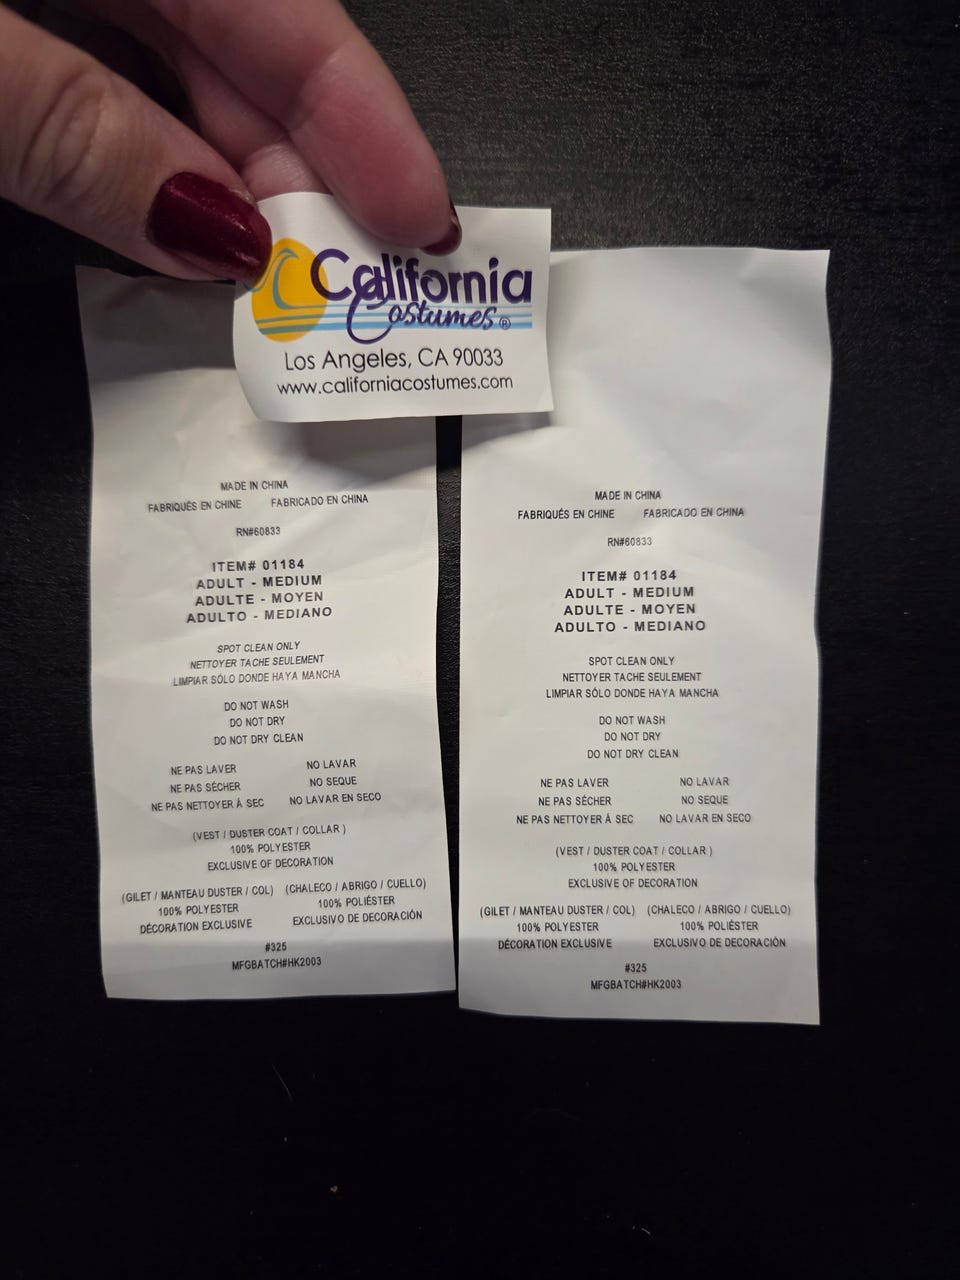 California
Costumes®
Los Angeles, CA 90033
www.californiacostumes.com
MADE IN CHINA
FABRIQUÉS EN CHINE FABRICADO EN CHINA
RN#60833
ITEM# 01184
ADULT - MEDIUM
ADULTE - MOYEN
ADULTO - MEDIANO
SPOT CLEAN ONLY
NETTOYER TACHE SEULEMENT
LIMPIAR SÓLO DONDE HAYA MANCHA
DO NOT WASH
DO NOT DRY
DO NOT DRY CLEAN
NE PAS LAVER NO LAVAR
NE PAS SÉCHER NO SEQUE
NE PAS NETTOYER À SEC NO LAVAR EN SECO
(VEST / DUSTER COAT / COLLAR )
100% POLYESTER
EXCLUSIVE OF DECORATION
(GILET / MANTEAU DUSTER / COL) (CHALECO / ABRIGO / CUELLO)
100% POLYESTER 100% POLIÉSTER
DÉCORATION EXCLUSIVE EXCLUSIVO DE DECORACIÓN
#325
MFGBATCH#HK2003
MADE IN CHINA
FABRIQUÉS EN CHINE FABRICADO EN CHINA
RN#60833
ITEM# 01184
ADULT - MEDIUM
ADULTE - MOYEN
ADULTO - MEDIANO
SPOT CLEAN ONLY
NETTOYER TACHE SEULEMENT
LIMPIAR SÓLO DONDE HAYA MANCHA
DO NOT WASH
DO NOT DRY
DO NOT DRY CLEAN
NE PAS LAVER NO LAVAR
NE PAS SÉCHER NO SEQUE
NE PAS NETTOYER À SEC NO LAVAR EN SECO
(VEST / DUSTER COAT / COLLAR )
100% POLYESTER
EXCLUSIVE OF DECORATION
(GILET / MANTEAU DUSTER / COL) (CHALECO / ABRIGO / CUELLO)
100% POLYESTER 100% POLIÉSTER
DÉCORATION EXCLUSIVE EXCLUSIVO DE DECORACIÓN
#325
MFGBATCH#HK2003